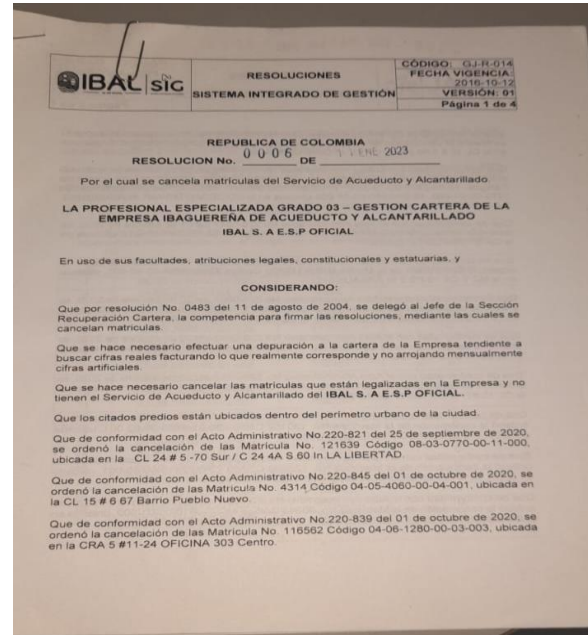 IBAL SIG
RESOLUCIONES
SISTEMA INTEGRADO DE GESTIÓN
CÓDIGO: GJ-R-014
FECHA VIGENCIA:
2016-10-12
VERSIÓN: 01
Página 1 de 4
REPUBLICA DE COLOMBIA
RESOLUCION No. 0006 DE ENE 2023
Por el cual se cancela matriculas del Servicio de Acueducto y Alcantarillado
LA PROFESIONAL ESPECIALIZADA GRADO 03 – GESTION CARTERA DE LA
EMPRESA IBAGUEREÑA DE ACUEDUCTO Y ALCANTARILLADO
IBAL S. A E.S.P OFICIAL
En uso de sus facultades, atribuciones legales, constitucionales y estatuarias, y
CONSIDERANDO:
Que por resolución No. 0483 del 11 de agosto de 2004, se delegó al Jefe de la Sección
Recuperación Cartera, la competencia para firmar las resoluciones, mediante las cuales se
cancelan matriculas.
Que se hace necesario efectuar una depuración a la cartera de la Empresa tendiente a
buscar cifras reales facturando lo que realmente corresponde y no arrojando mensualmente
cifras artificiales.
Que se hace necesario cancelar las matriculas que están legalizadas en la Empresa y no
tienen el Servicio de Acueducto y Alcantarillado del IBAL S. A E.S.P OFICIAL.
Que los citados predios están ubicados dentro del perímetro urbano de la ciudad.
Que de conformidad con el Acto Administrativo No.220-821 del 25 de septiembre de 2020,
se ordenó la cancelación de las Matricula No. 121639 Código 08-03-0770-00-11-000,
ubicada en la CL 24 # 5 -70 Sur / C 24 4A S 60 In LA LIBERTAD.
Que de conformidad con el Acto Administrativo No.220-845 del 01 de octubre de 2020, se
ordenó la cancelación de las Matricula No. 4314 Código 04-05-4060-00-04-001, ubicada en
la CL 15 # 6 67 Barrio Pueblo Nuevo.
Que de conformidad con el Acto Administrativo No.220-839 del 01 de octubre de 2020, se
ordenó la cancelación de las Matricula No. 116562 Código 04-06-1280-00-03-003, ubicada
en la CRA 5 #11-24 OFICINA 303 Centro.